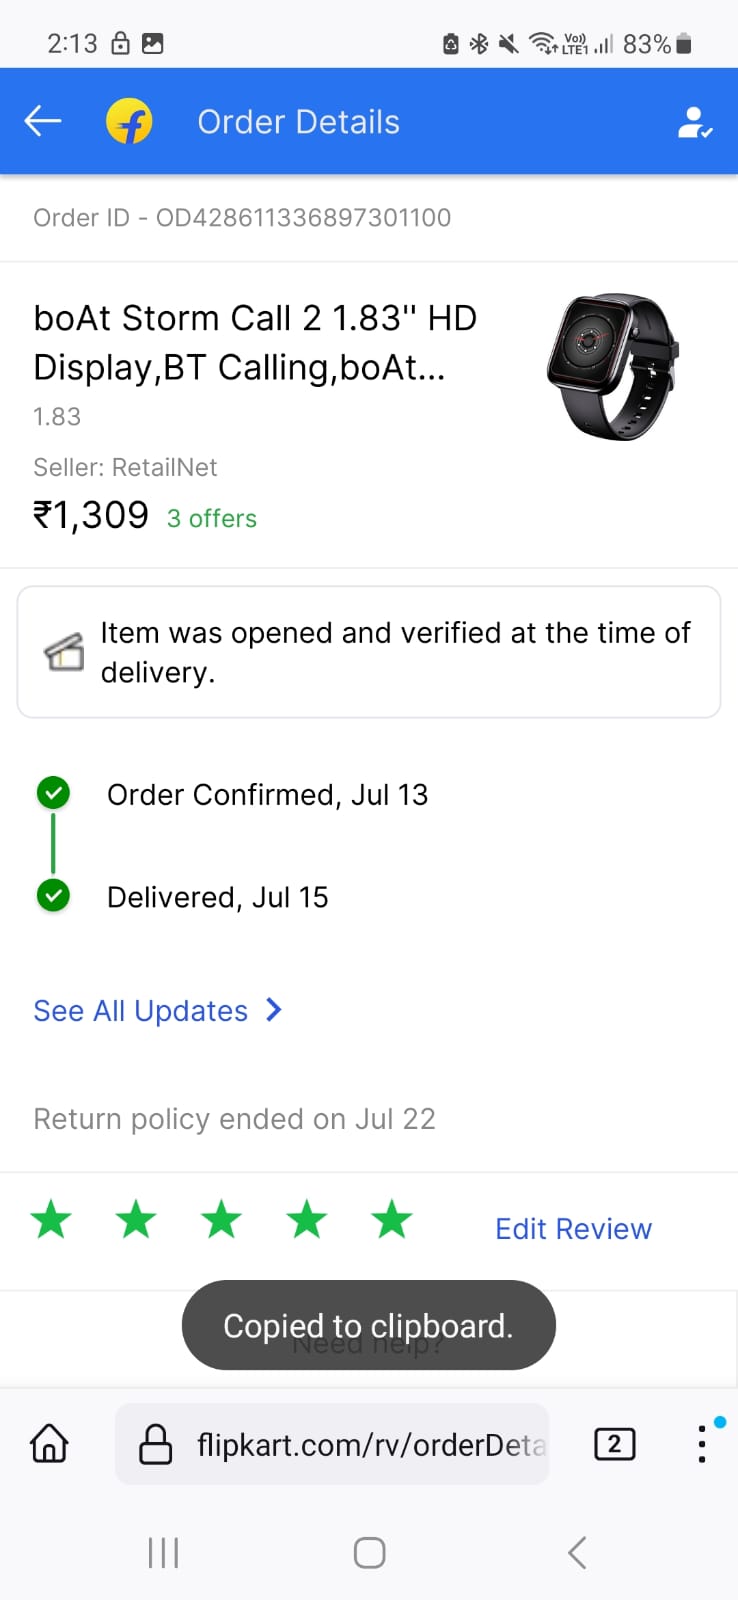 2:13 Vo)) LTE1 83%
Order Details
Order ID - OD428611336897301100
boAt Storm Call 2 1.83" HD
Display,BT Calling,boAt...
1.83
Seller: RetailNet
₹1,309 3 offers
Item was opened and verified at the time of
delivery.
Order Confirmed, Jul 13
Delivered, Jul 15
See All Updates
Return policy ended on Jul 22
Edit Review
Copied to clipboard.
Need help?
flipkart.com/rv/orderDeta
2